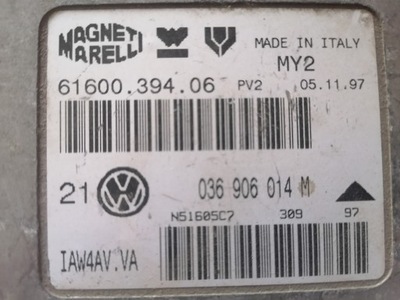 MAGNETI MARELLI
MADE IN ITALY
MY2
61600.394.06 PV2 05.11.97
21 036 906 014 M
N51605C7 309 97
IAW4AV.VA